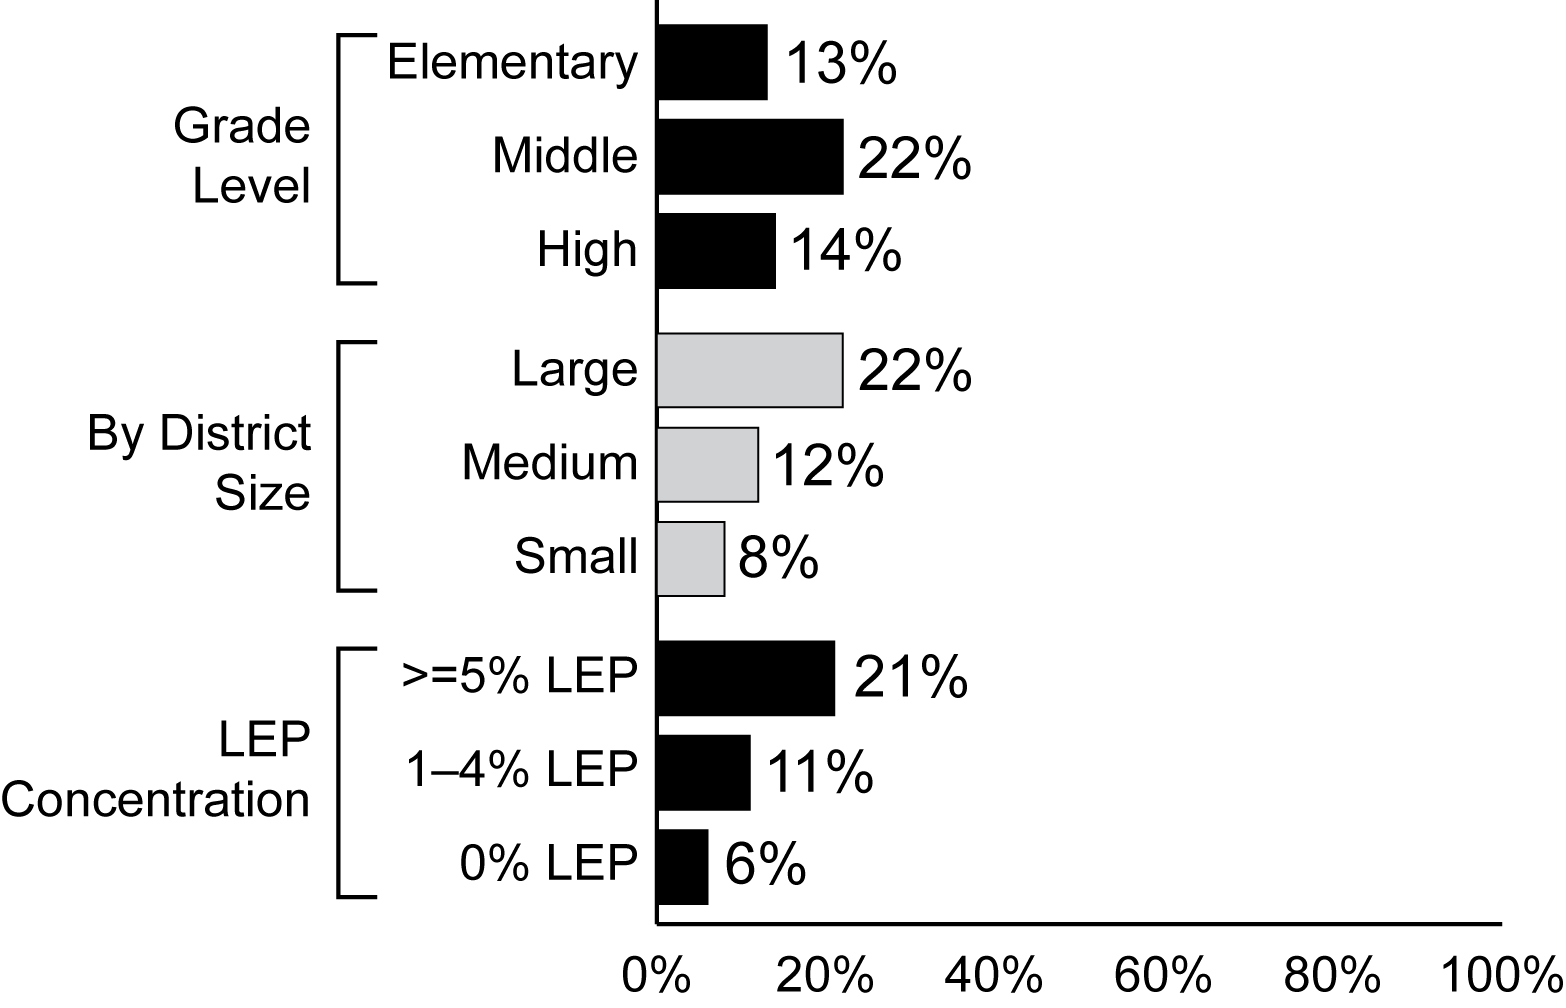 Grade
Level
Elementary 13%
Middle 22%
High 14%
By District
Size
Large 22%
Medium 12%
Small 8%
LEP
Concentration
>=5% LEP 21%
1–4% LEP 11%
0% LEP 6%
0% 20% 40% 60% 80% 100%